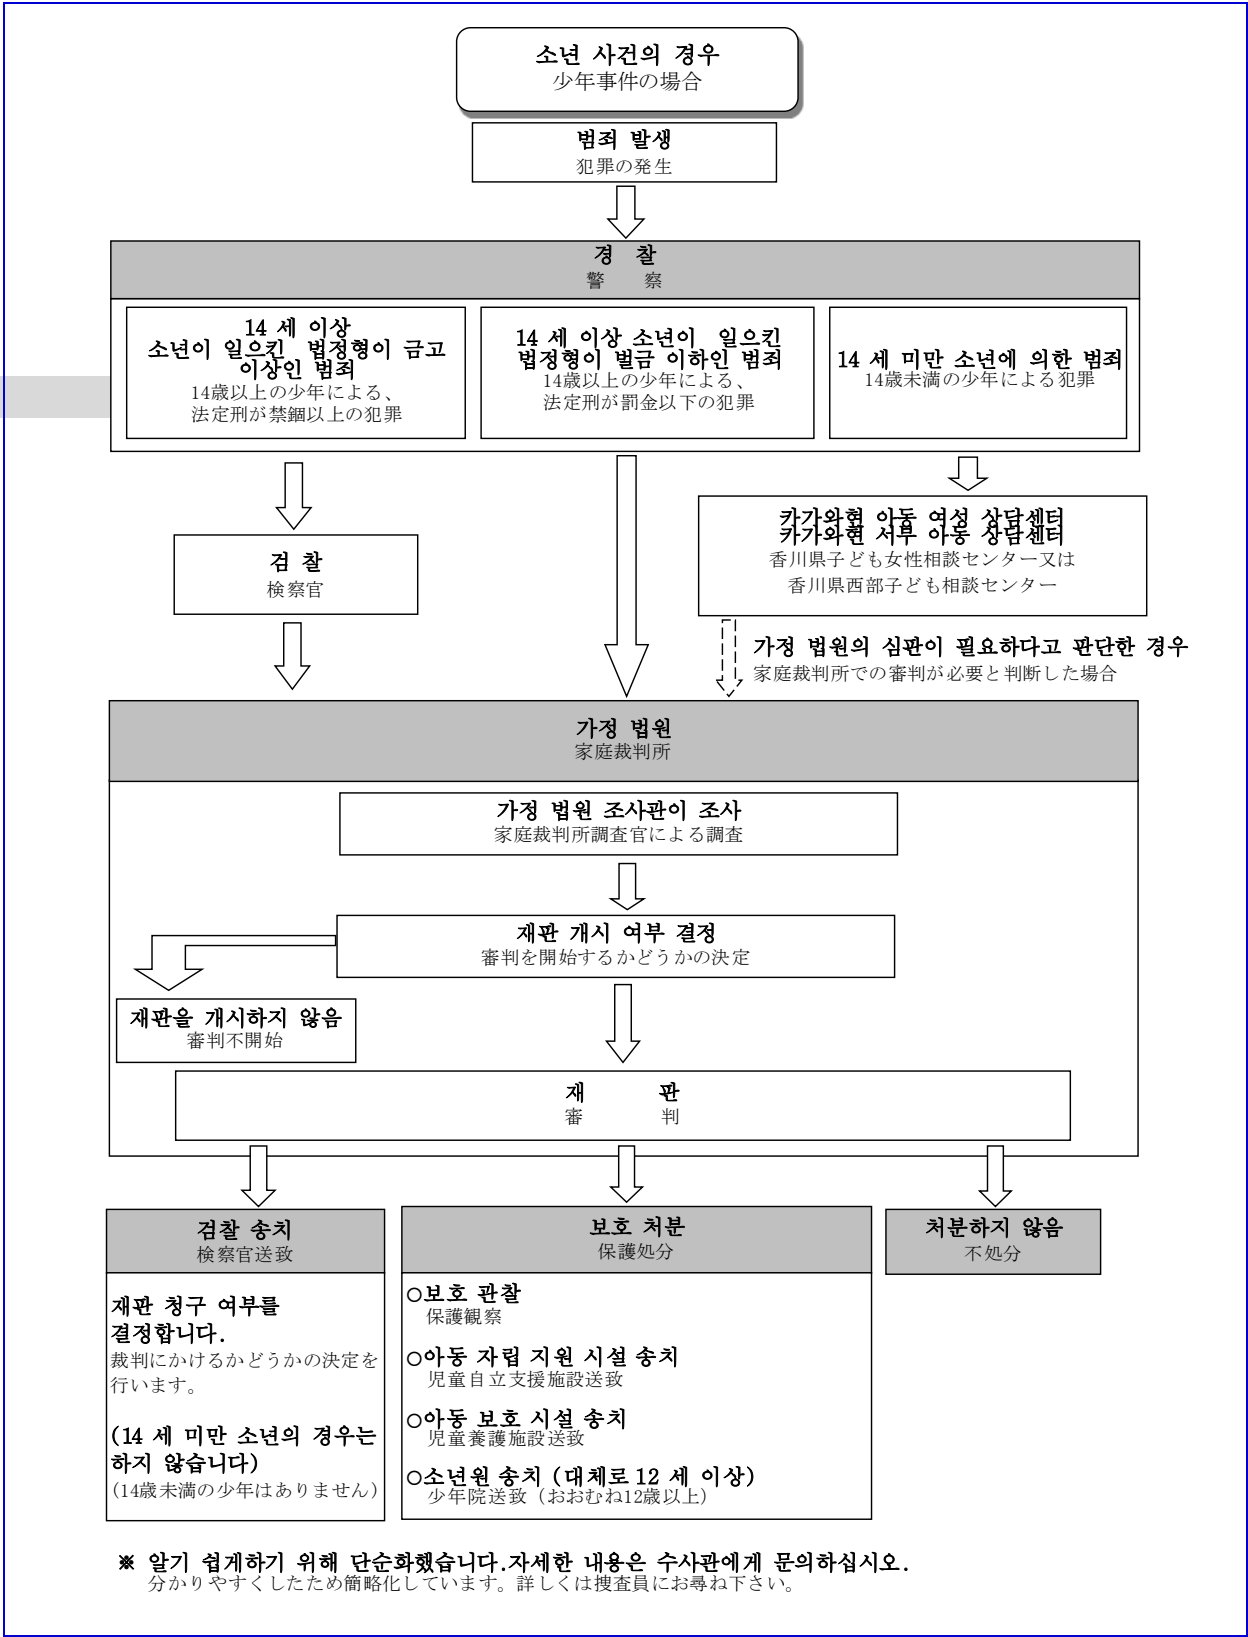 소년 사건의 경우
少年事件の場合
범죄 발생
犯罪の発生
경 찰
警 察
14 세 이상
소년이 일으킨 법정형이 금고
이상인 범죄
14歳以上の少年による、
法定刑が禁錮以上の犯罪
14 세 이상 소년이 일으킨
법정형이 벌금 이하인 범죄
14歳以上の少年による、
法定刑が罰金以下の犯罪
14 세 미만 소년에 의한 범죄
14歳未満の少年による犯罪
검 찰
検察官
카가와현 아동 여성 상담센터
카가와현 서부 아동 상담센터
香川県子ども女性相談センター又は
香川県西部子ども相談センター
가정 법원의 심판이 필요하다고 판단한 경우
家庭裁判所での審判が必要と判断した場合
가정 법원
家庭裁判所
가정 법원 조사관이 조사
家庭裁判所調査官による調査
재판 개시 여부 결정
審判を開始するかどうかの決定
재판을 개시하지 않음
審判不開始
재 판
審 判
검찰 송치
検察官送致
재판 청구 여부를
결정합니다.
裁判にかけるかどうかの決定を
行います。
(14 세 미만 소년의 경우는
하지 않습니다)
(14歳未満の少年はありません)
보호 처분
保護処分
○보호 관찰
保護観察
○아동 자립 지원 시설 송치
児童自立支援施設送致
○아동 보호 시설 송치
児童養護施設送致
○소년원 송치 (대체로 12 세 이상)
少年院送致（おおむね12歳以上）
처분하지 않음
不処分
※ 알기 쉽게하기 위해 단순화했습니다.자세한 내용은 수사관에게 문의하십시오.
分かりやすくしたため簡略化しています。詳しくは捜査員にお尋ね下さい。